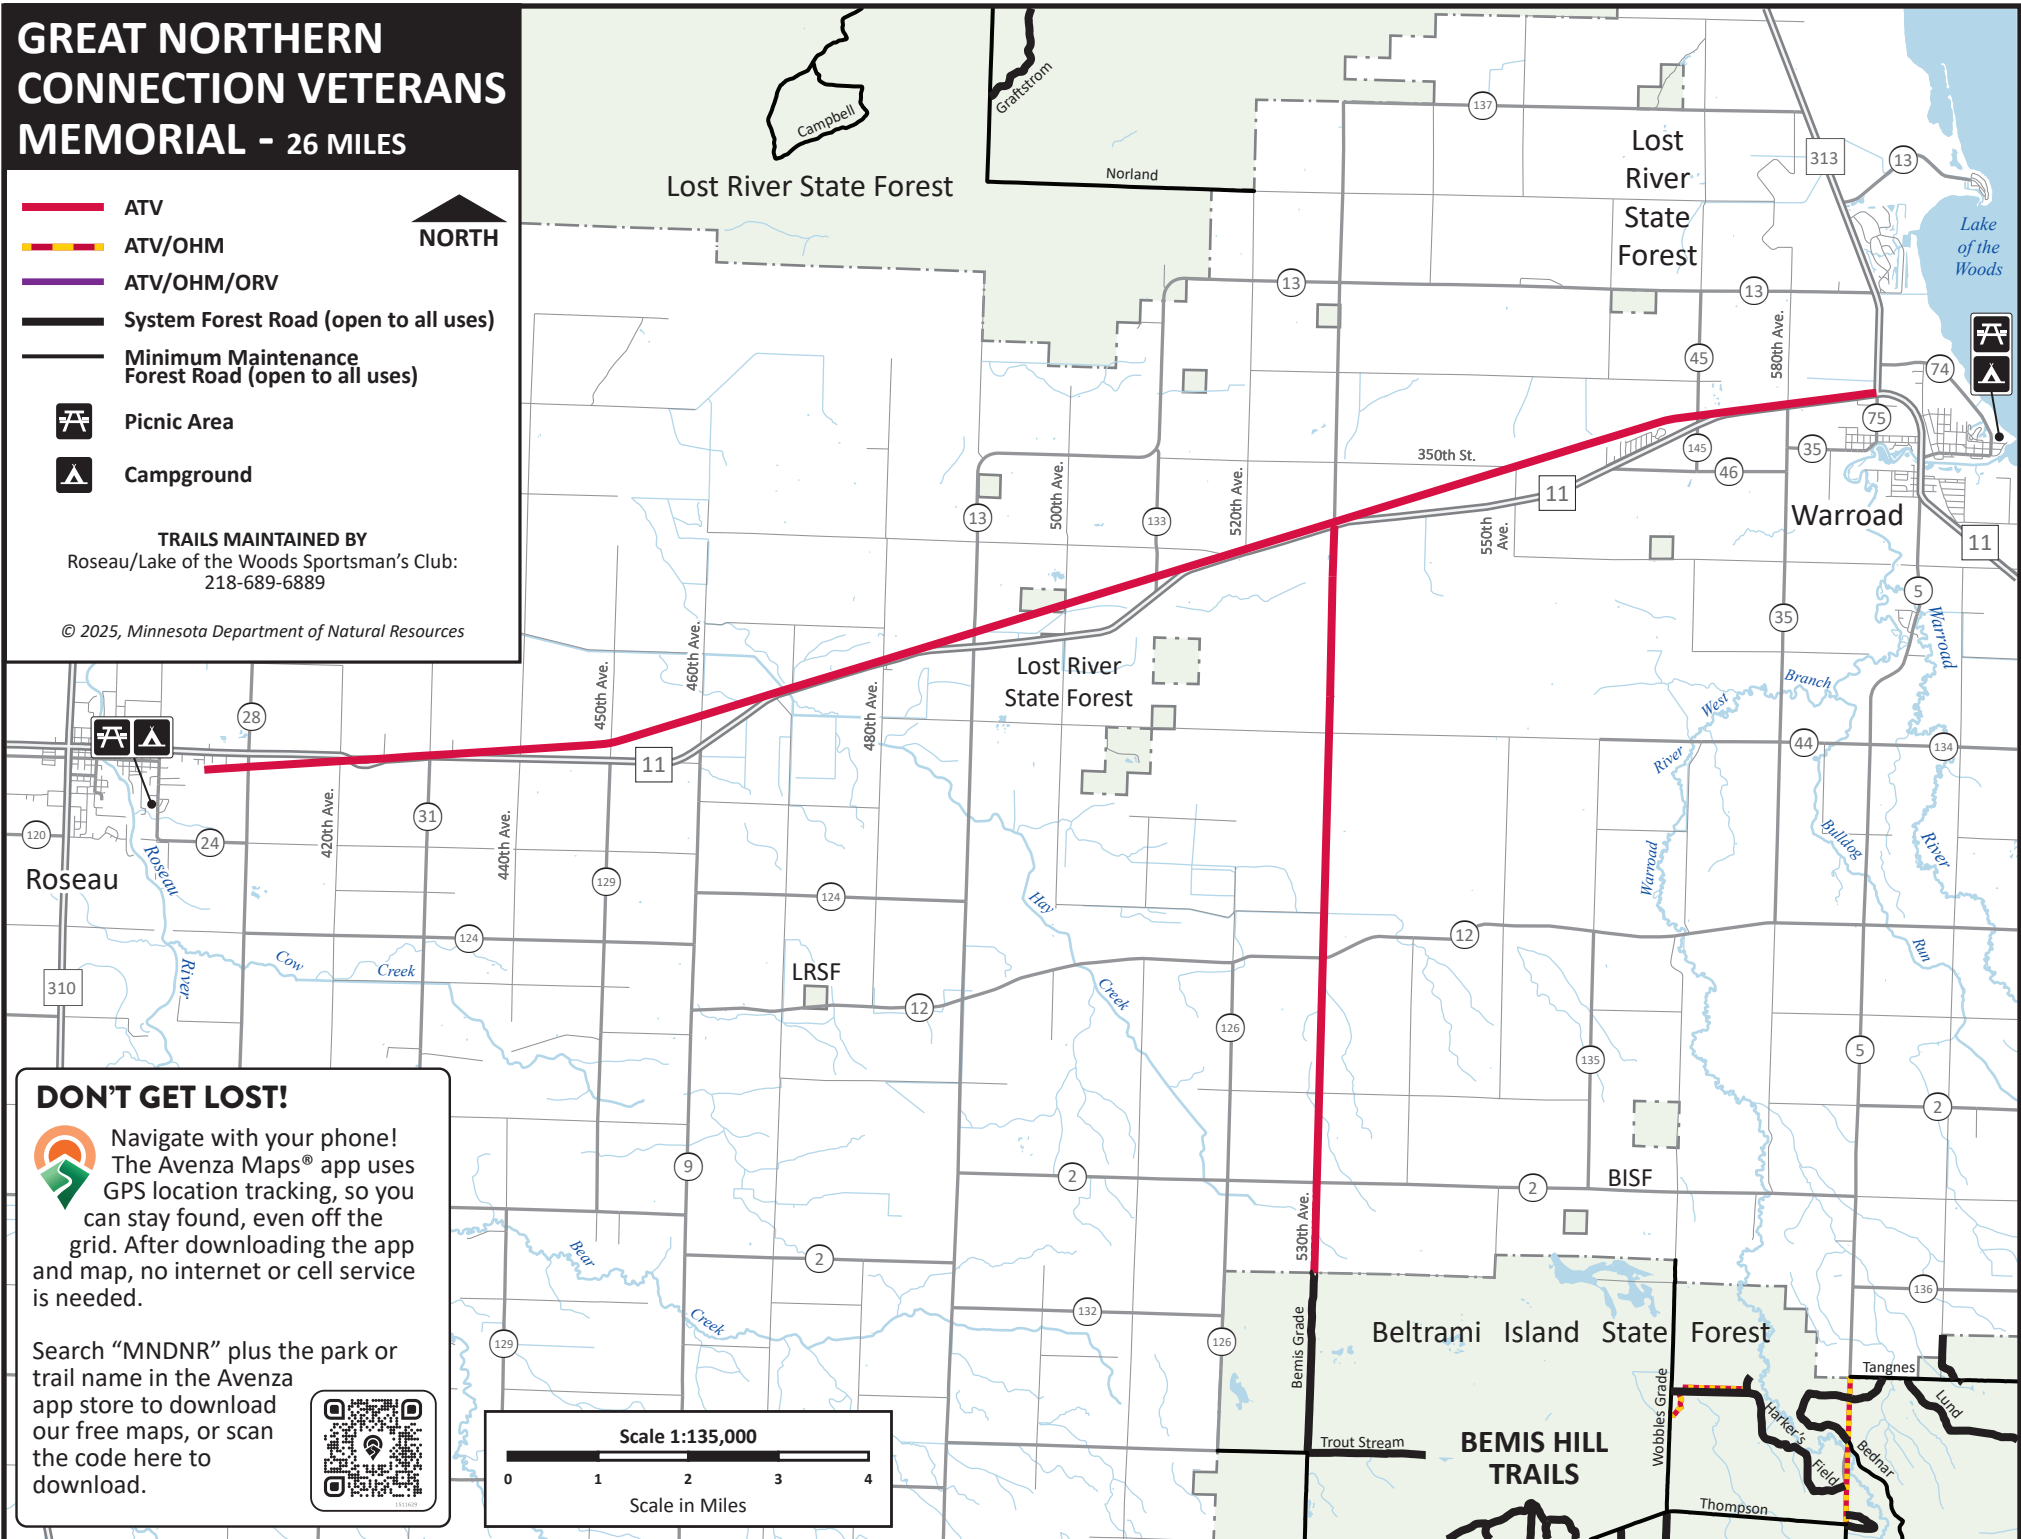 GREAT NORTHERN
CONNECTION VETERANS
MEMORIAL - 26 MILES
ATV
ATV/OHM
ATV/OHM/ORV
System Forest Road (open to all uses)
Minimum Maintenance
Forest Road (open to all uses)
Picnic Area
Campground
NORTH
TRAILS MAINTAINED BY
Roseau/Lake of the Woods Sportsman's Club:
218-689-6889
© 2025, Minnesota Department of Natural Resources
Campbell
Graftstrom
Norland
Lost River State Forest
137
Lost
River
State
Forest
313
13
Lake
of the
Woods
13
13
45
580th Ave.
74
75
145
35
46
350th St.
11
Warroad
11
13
500th Ave.
133
520th Ave.
550th
Ave.
5
35
Warroad
River
West
Branch
River
Warroad
44
134
Bulldog
Run
Lost River
State Forest
450th Ave.
460th Ave.
480th Ave.
11
28
420th Ave.
31
440th Ave.
129
120
24
Roseau
Roseau
River
310
124
124
Cow
Creek
LRSF
12
12
Hay
Creek
126
135
5
2
BISF
2
2
2
9
530th Ave.
Bear
Creek
129
132
126
136
Beltrami Island State Forest
Bemis Grade
Trout Stream
Wobbles Grade
Tangnes
Lund
Harker's
Field
Bednar
Thompson
BEMIS HILL
TRAILS
DON'T GET LOST!
Navigate with your phone!
The Avenza Maps® app uses
GPS location tracking, so you
can stay found, even off the
grid. After downloading the app
and map, no internet or cell service
is needed.
Search “MNDNR” plus the park or
trail name in the Avenza
app store to download
our free maps, or scan
the code here to
download.
1511629
Scale 1:135,000
0 1 2 3 4
Scale in Miles